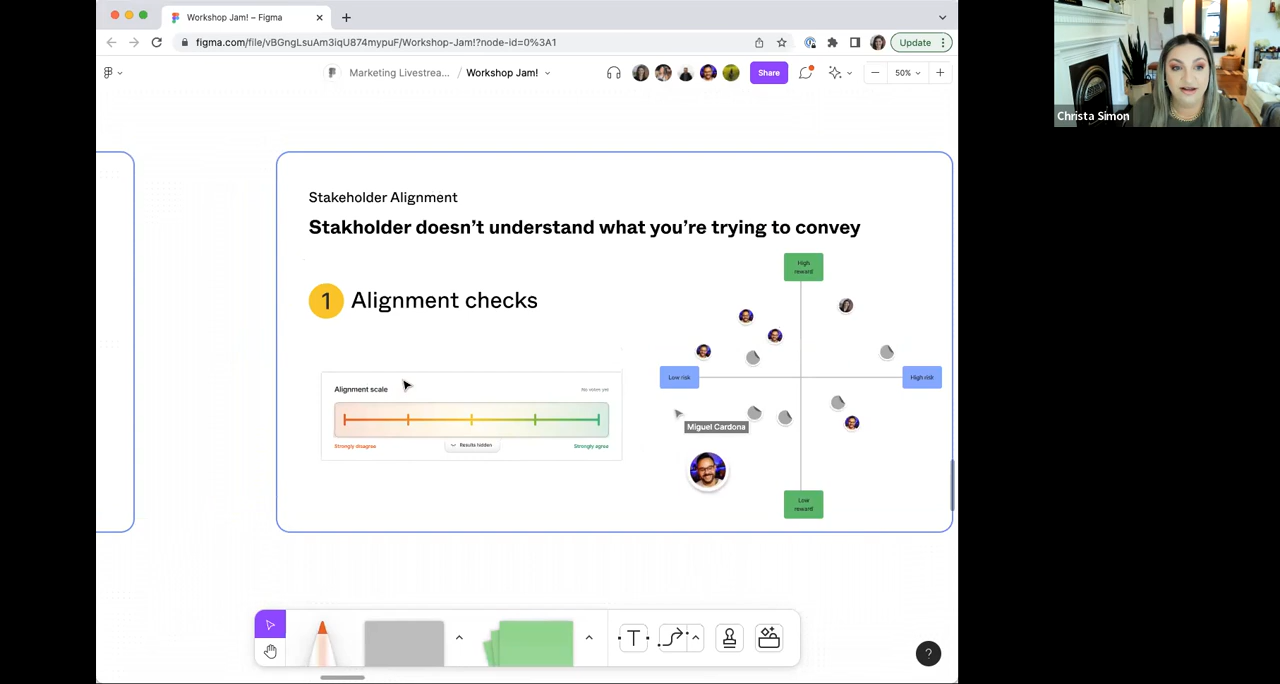 Workshop Jam! – Figma
figma.com/file/vBGngLsuAm3iqU874mypuF/Workshop-Jam!?node-id=0%3A1
Update
Marketing Livestrea... / Workshop Jam!
Share
50%
Christa Simon
Stakeholder Alignment
Stakholder doesn't understand what you're trying to convey
1 Alignment checks
High
reward
Low risk
High risk
Alignment scale
No votes yet
Strongly disagree
Results hidden
Strongly agree
Miguel Cardona
Low
reward
T
?